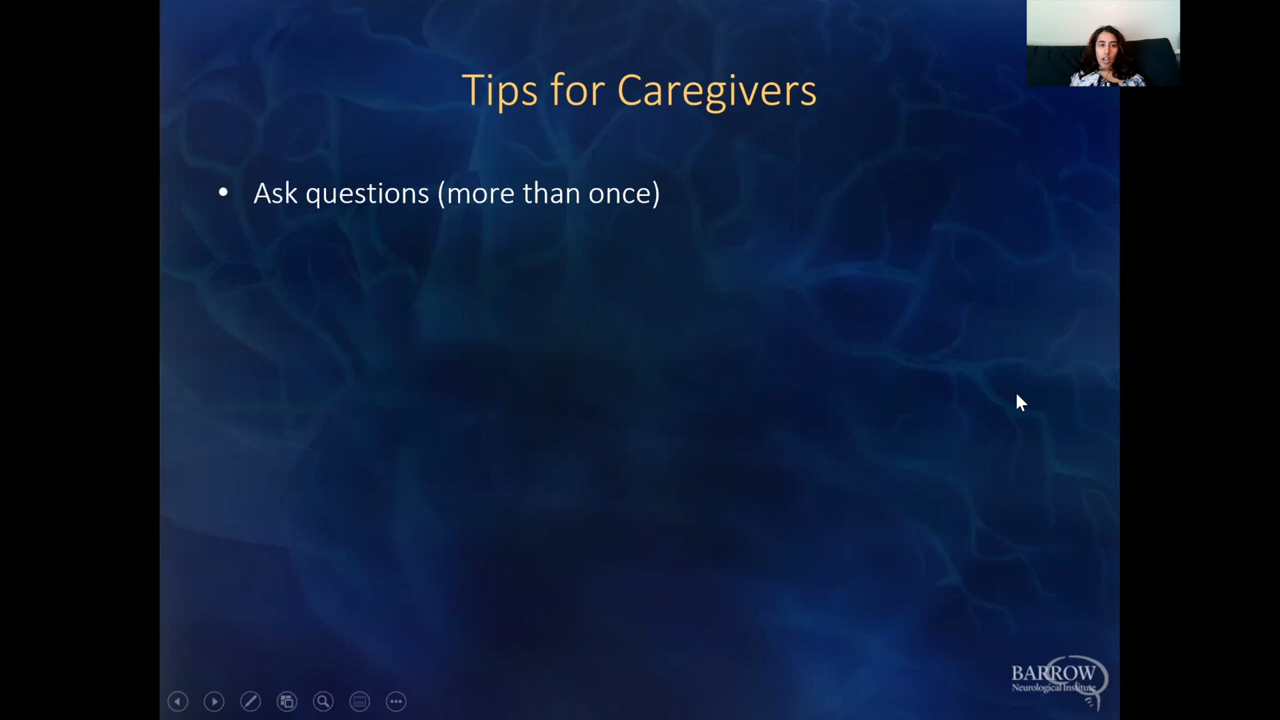 Tips for Caregivers
• Ask questions (more than once)
BARROW
Neurological Institute